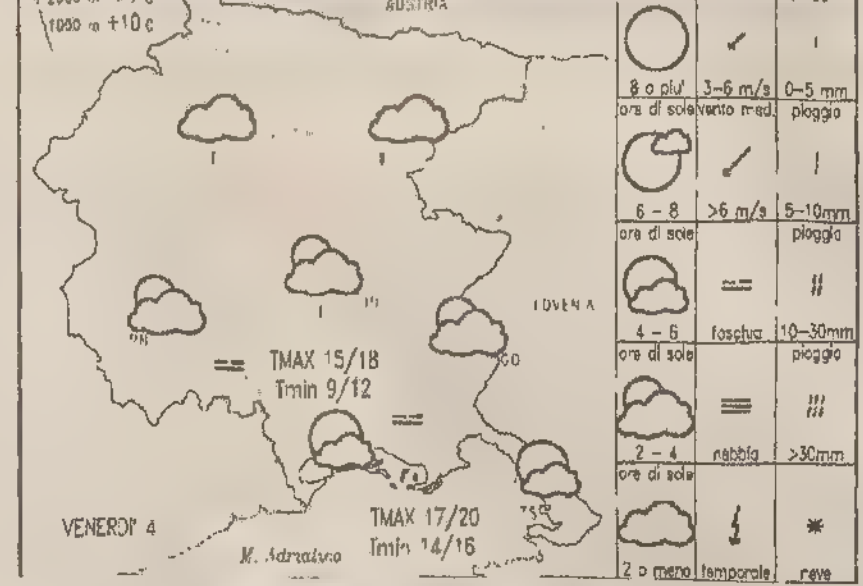 1000 m +10 c
AUSTRIA
TMAX 15/18
Tmin 9/12
GO
TS
TMAX 17/20
Tmin 14/16
VENERDI' 4
M. Adriatico
8 o piu'
ore di sole
3-6 m/s
vento med.
0-5 mm
pioggia
6 - 8
ore di sole
>6 m/s
5-10mm
pioggia
4 - 6
ore di sole
foschia
10-30mm
pioggia
2 - 4
ore di sole
nebbia
>30mm
2 o meno
temporale
neve